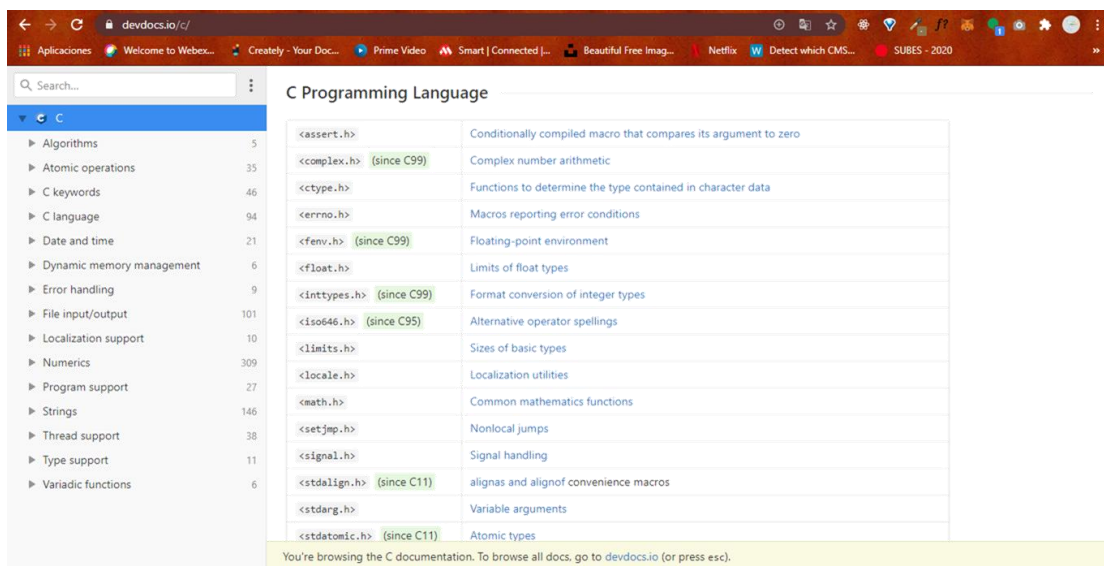 devdocs.io/c/
f?
1
Aplicaciones Welcome to Webex... Creately - Your Doc... Prime Video Smart | Connected |... Beautiful Free Imag... Netflix W Detect which CMS... SUBES - 2020 »
Search...
C
Algorithms 5
Atomic operations 35
C keywords 46
C language 94
Date and time 21
Dynamic memory management 6
Error handling 9
File input/output 101
Localization support 10
Numerics 309
Program support 27
Strings 146
Thread support 38
Type support 11
Variadic functions 6
C Programming Language
<assert.h> Conditionally compiled macro that compares its argument to zero
<complex.h> (since C99) Complex number arithmetic
<ctype.h> Functions to determine the type contained in character data
<errno.h> Macros reporting error conditions
<fenv.h> (since C99) Floating-point environment
<float.h> Limits of float types
<inttypes.h> (since C99) Format conversion of integer types
<iso646.h> (since C95) Alternative operator spellings
<limits.h> Sizes of basic types
<locale.h> Localization utilities
<math.h> Common mathematics functions
<setjmp.h> Nonlocal jumps
<signal.h> Signal handling
<stdalign.h> (since C11) alignas and alignof convenience macros
<stdarg.h> Variable arguments
<stdatomic.h> (since C11) Atomic types
You're browsing the C documentation. To browse all docs, go to devdocs.io (or press esc).